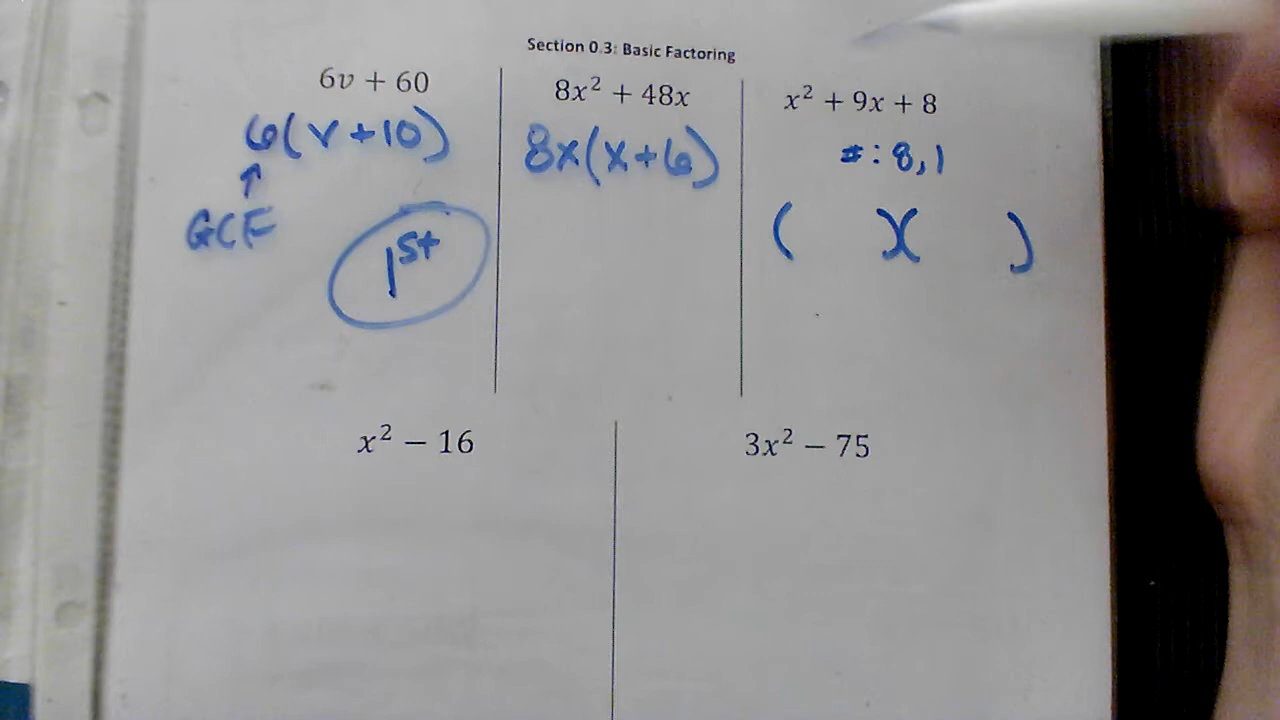 Section 0.3: Basic Factoring
6v + 60
6(v+10)
↑
GCF
1st
8x² + 48x
8x(x+6)
x² + 9x + 8
#: 8,1
( )( )
x² − 16
3x² − 75